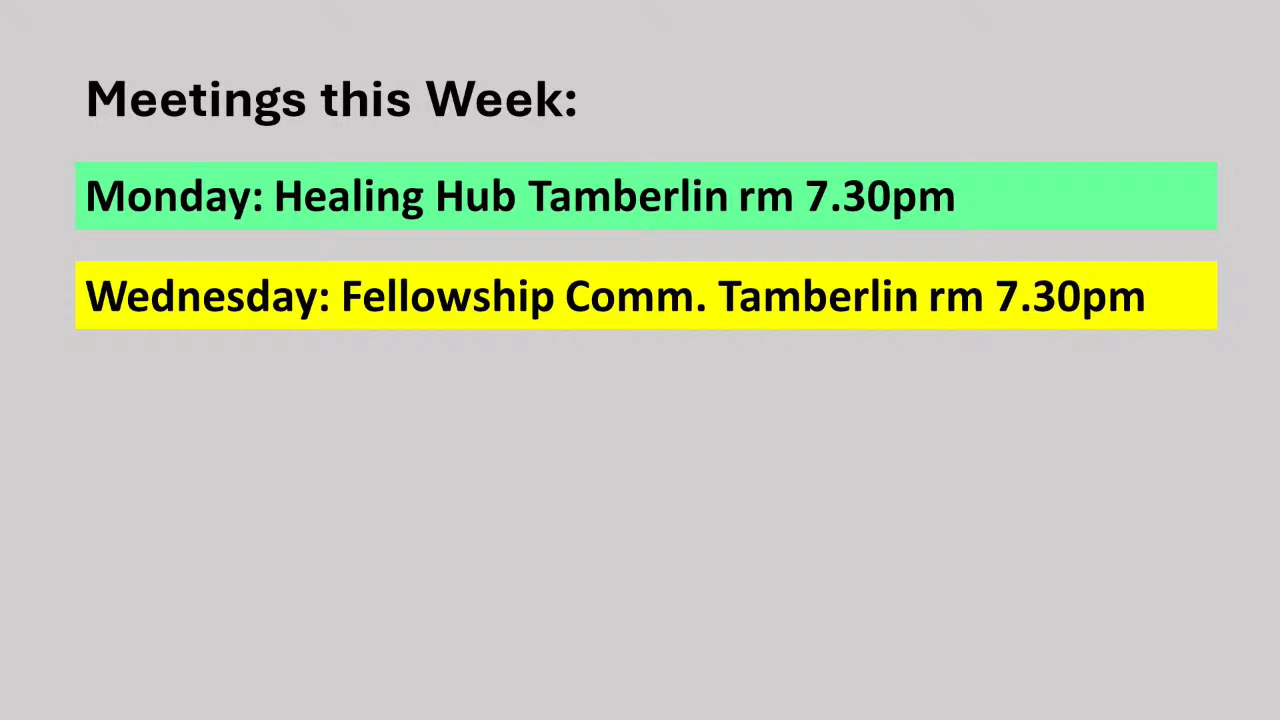 Meetings this Week:
Monday: Healing Hub Tamberlin rm 7.30pm
Wednesday: Fellowship Comm. Tamberlin rm 7.30pm